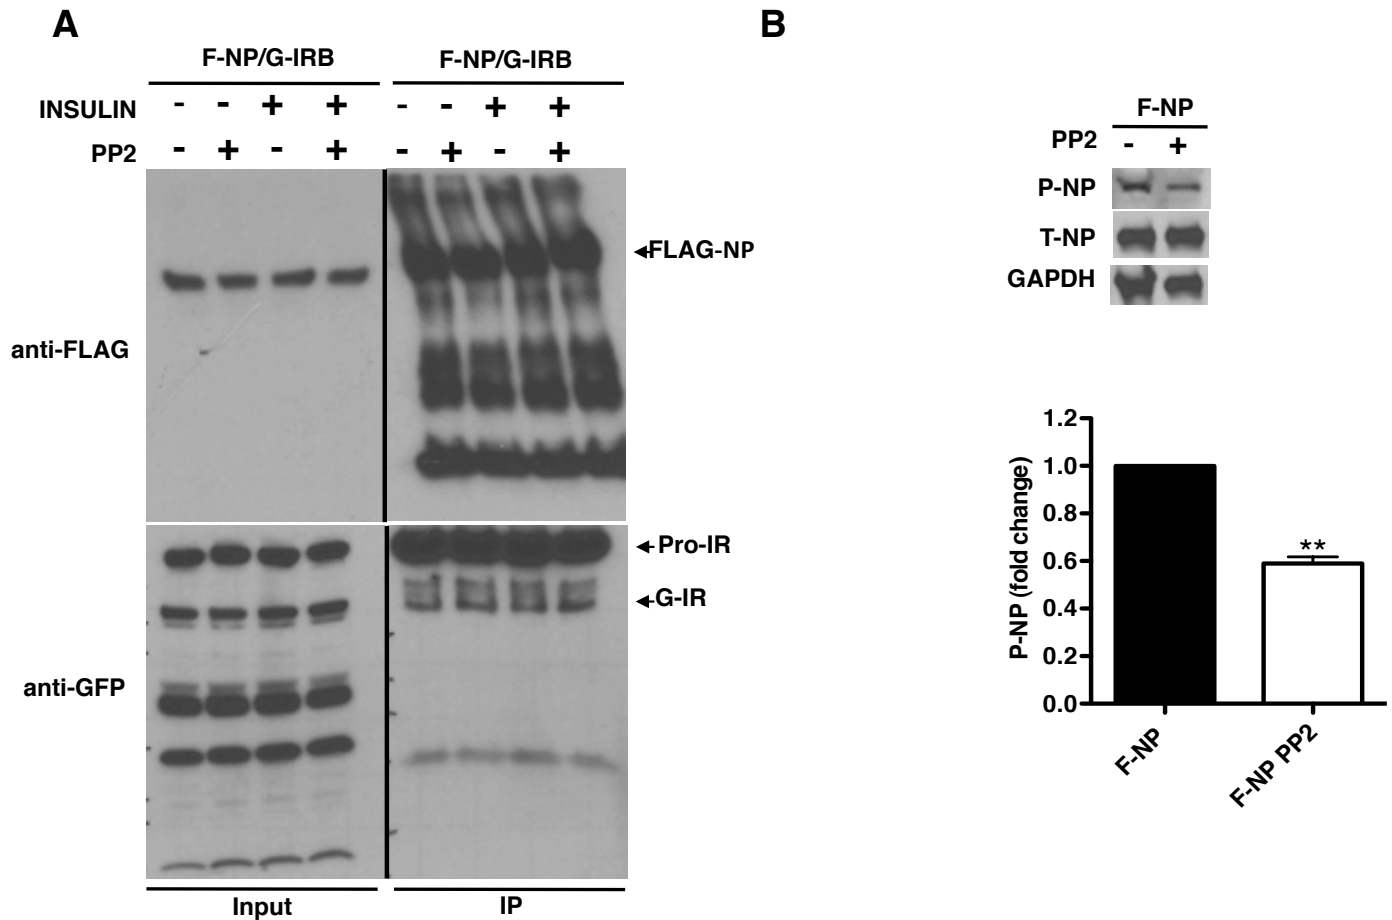 A
F-NP/G-IRB F-NP/G-IRB
INSULIN - - + + - - + +
PP2 - + - + - + - +
anti-FLAG
FLAG-NP
Pro-IR
G-IR
anti-GFP
Input IP
B
F-NP
PP2 - +
P-NP
T-NP
GAPDH
P-NP (fold change)
1.2
1.0
0.8
0.6
0.4
0.2
0.0
**
F-NP
F-NP PP2